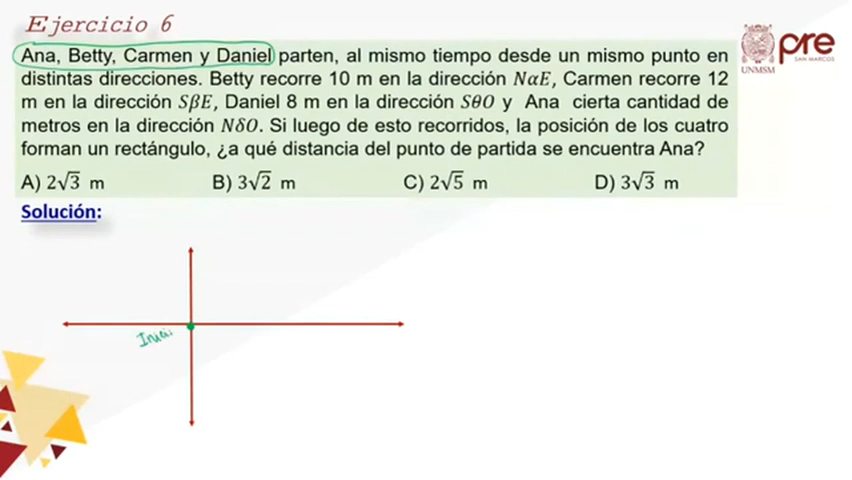 Ejercicio 6
Ana, Betty, Carmen y Daniel parten, al mismo tiempo desde un mismo punto en
distintas direcciones. Betty recorre 10 m en la dirección NαE, Carmen recorre 12
m en la dirección SβE, Daniel 8 m en la dirección SθO y Ana cierta cantidad de
metros en la dirección NδO. Si luego de esto recorridos, la posición de los cuatro
forman un rectángulo, ¿a qué distancia del punto de partida se encuentra Ana?
A) 2√3 m B) 3√2 m C) 2√5 m D) 3√3 m
UNMSM
pre
SAN MARCOS
Solución: